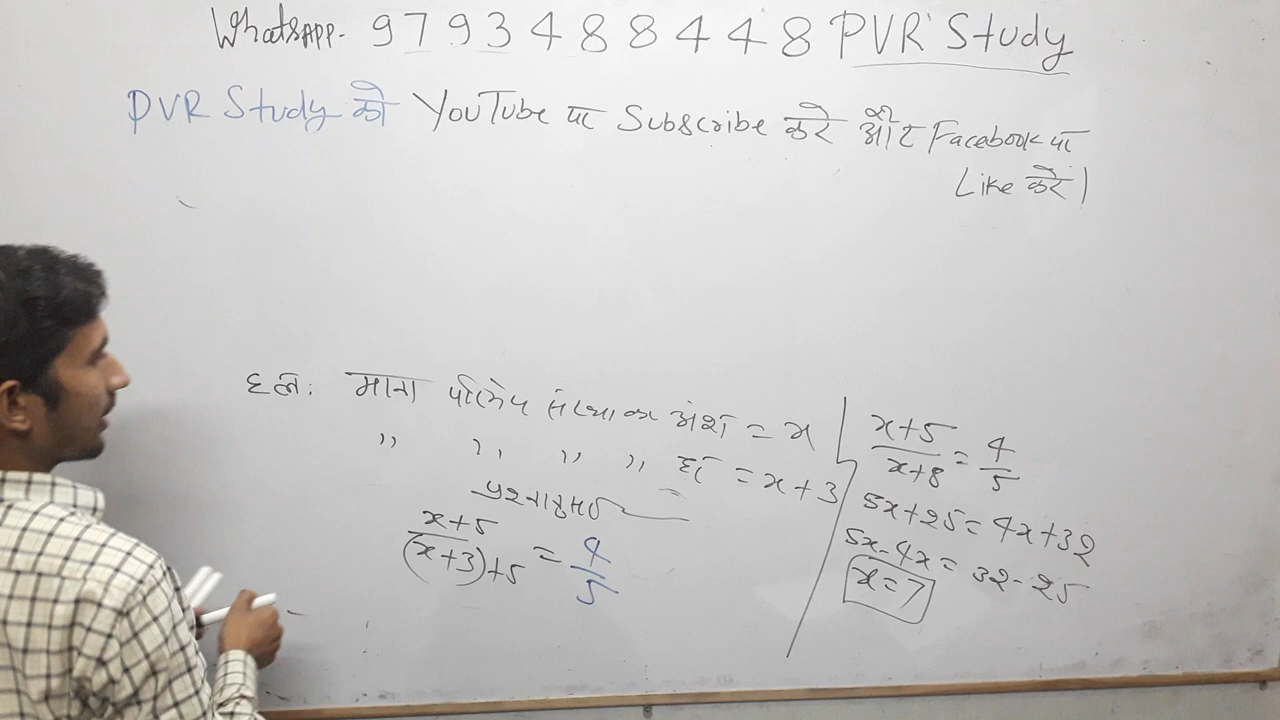 WhatsAPP- 9793488448 PVR Study
PVR Study को YouTube पर Subscribe करें और Facebook पर
Like करें।
हल: माना परिमेय संख्या का अंश = x
,, ,, ,, ,, हर = x+3
प्रश्नानुसार
x+5
(x+3)+5 = 4
5
x+5
x+8 = 4
5
5x+25=4x+32
5x-4x=32-25
x=7